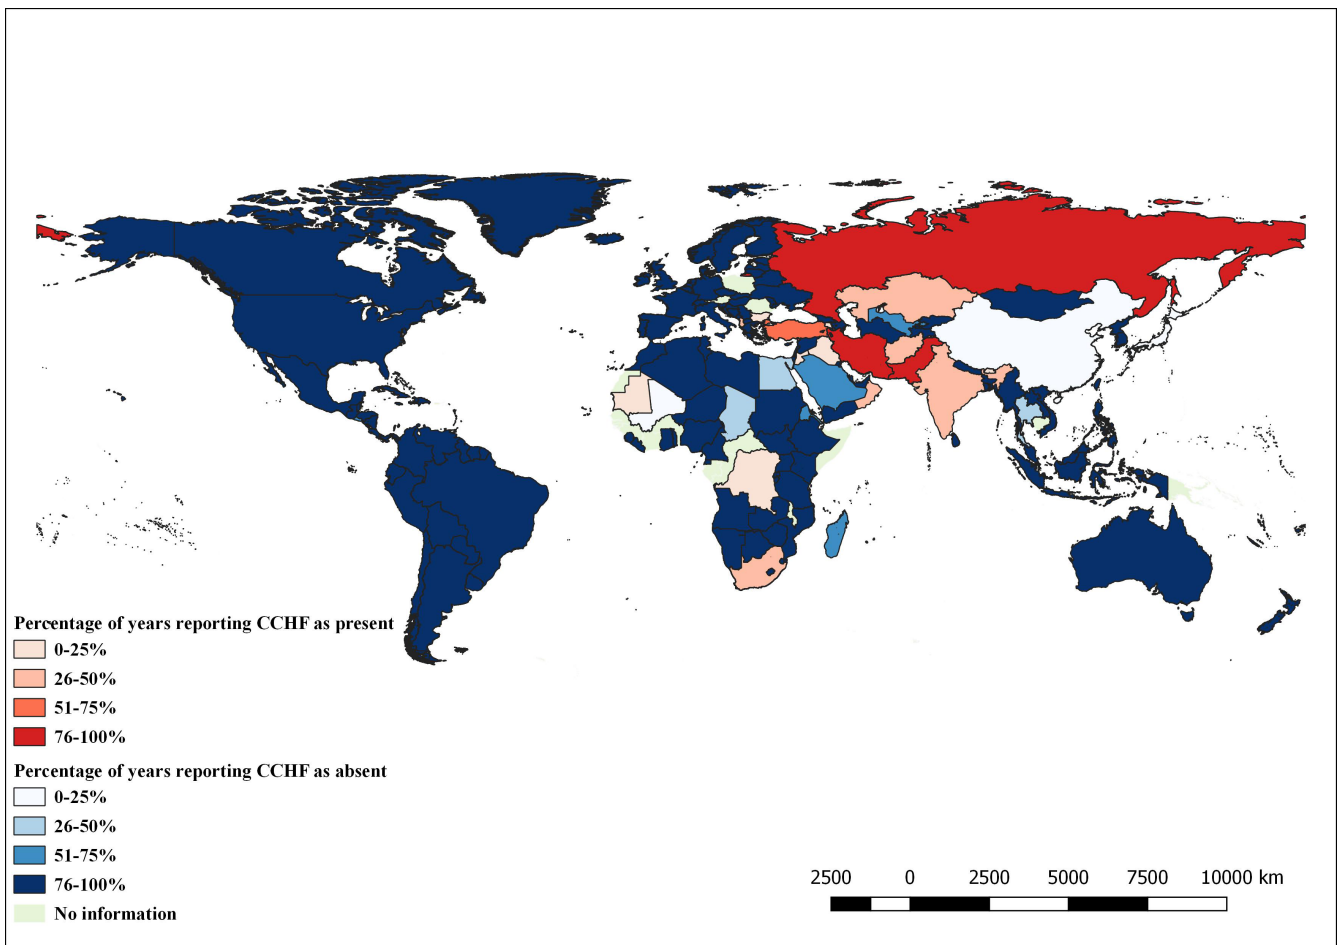 Percentage of years reporting CCHF as present
0-25%
26-50%
51-75%
76-100%
Percentage of years reporting CCHF as absent
0-25%
26-50%
51-75%
76-100%
No information
2500 0 2500 5000 7500 10000 km